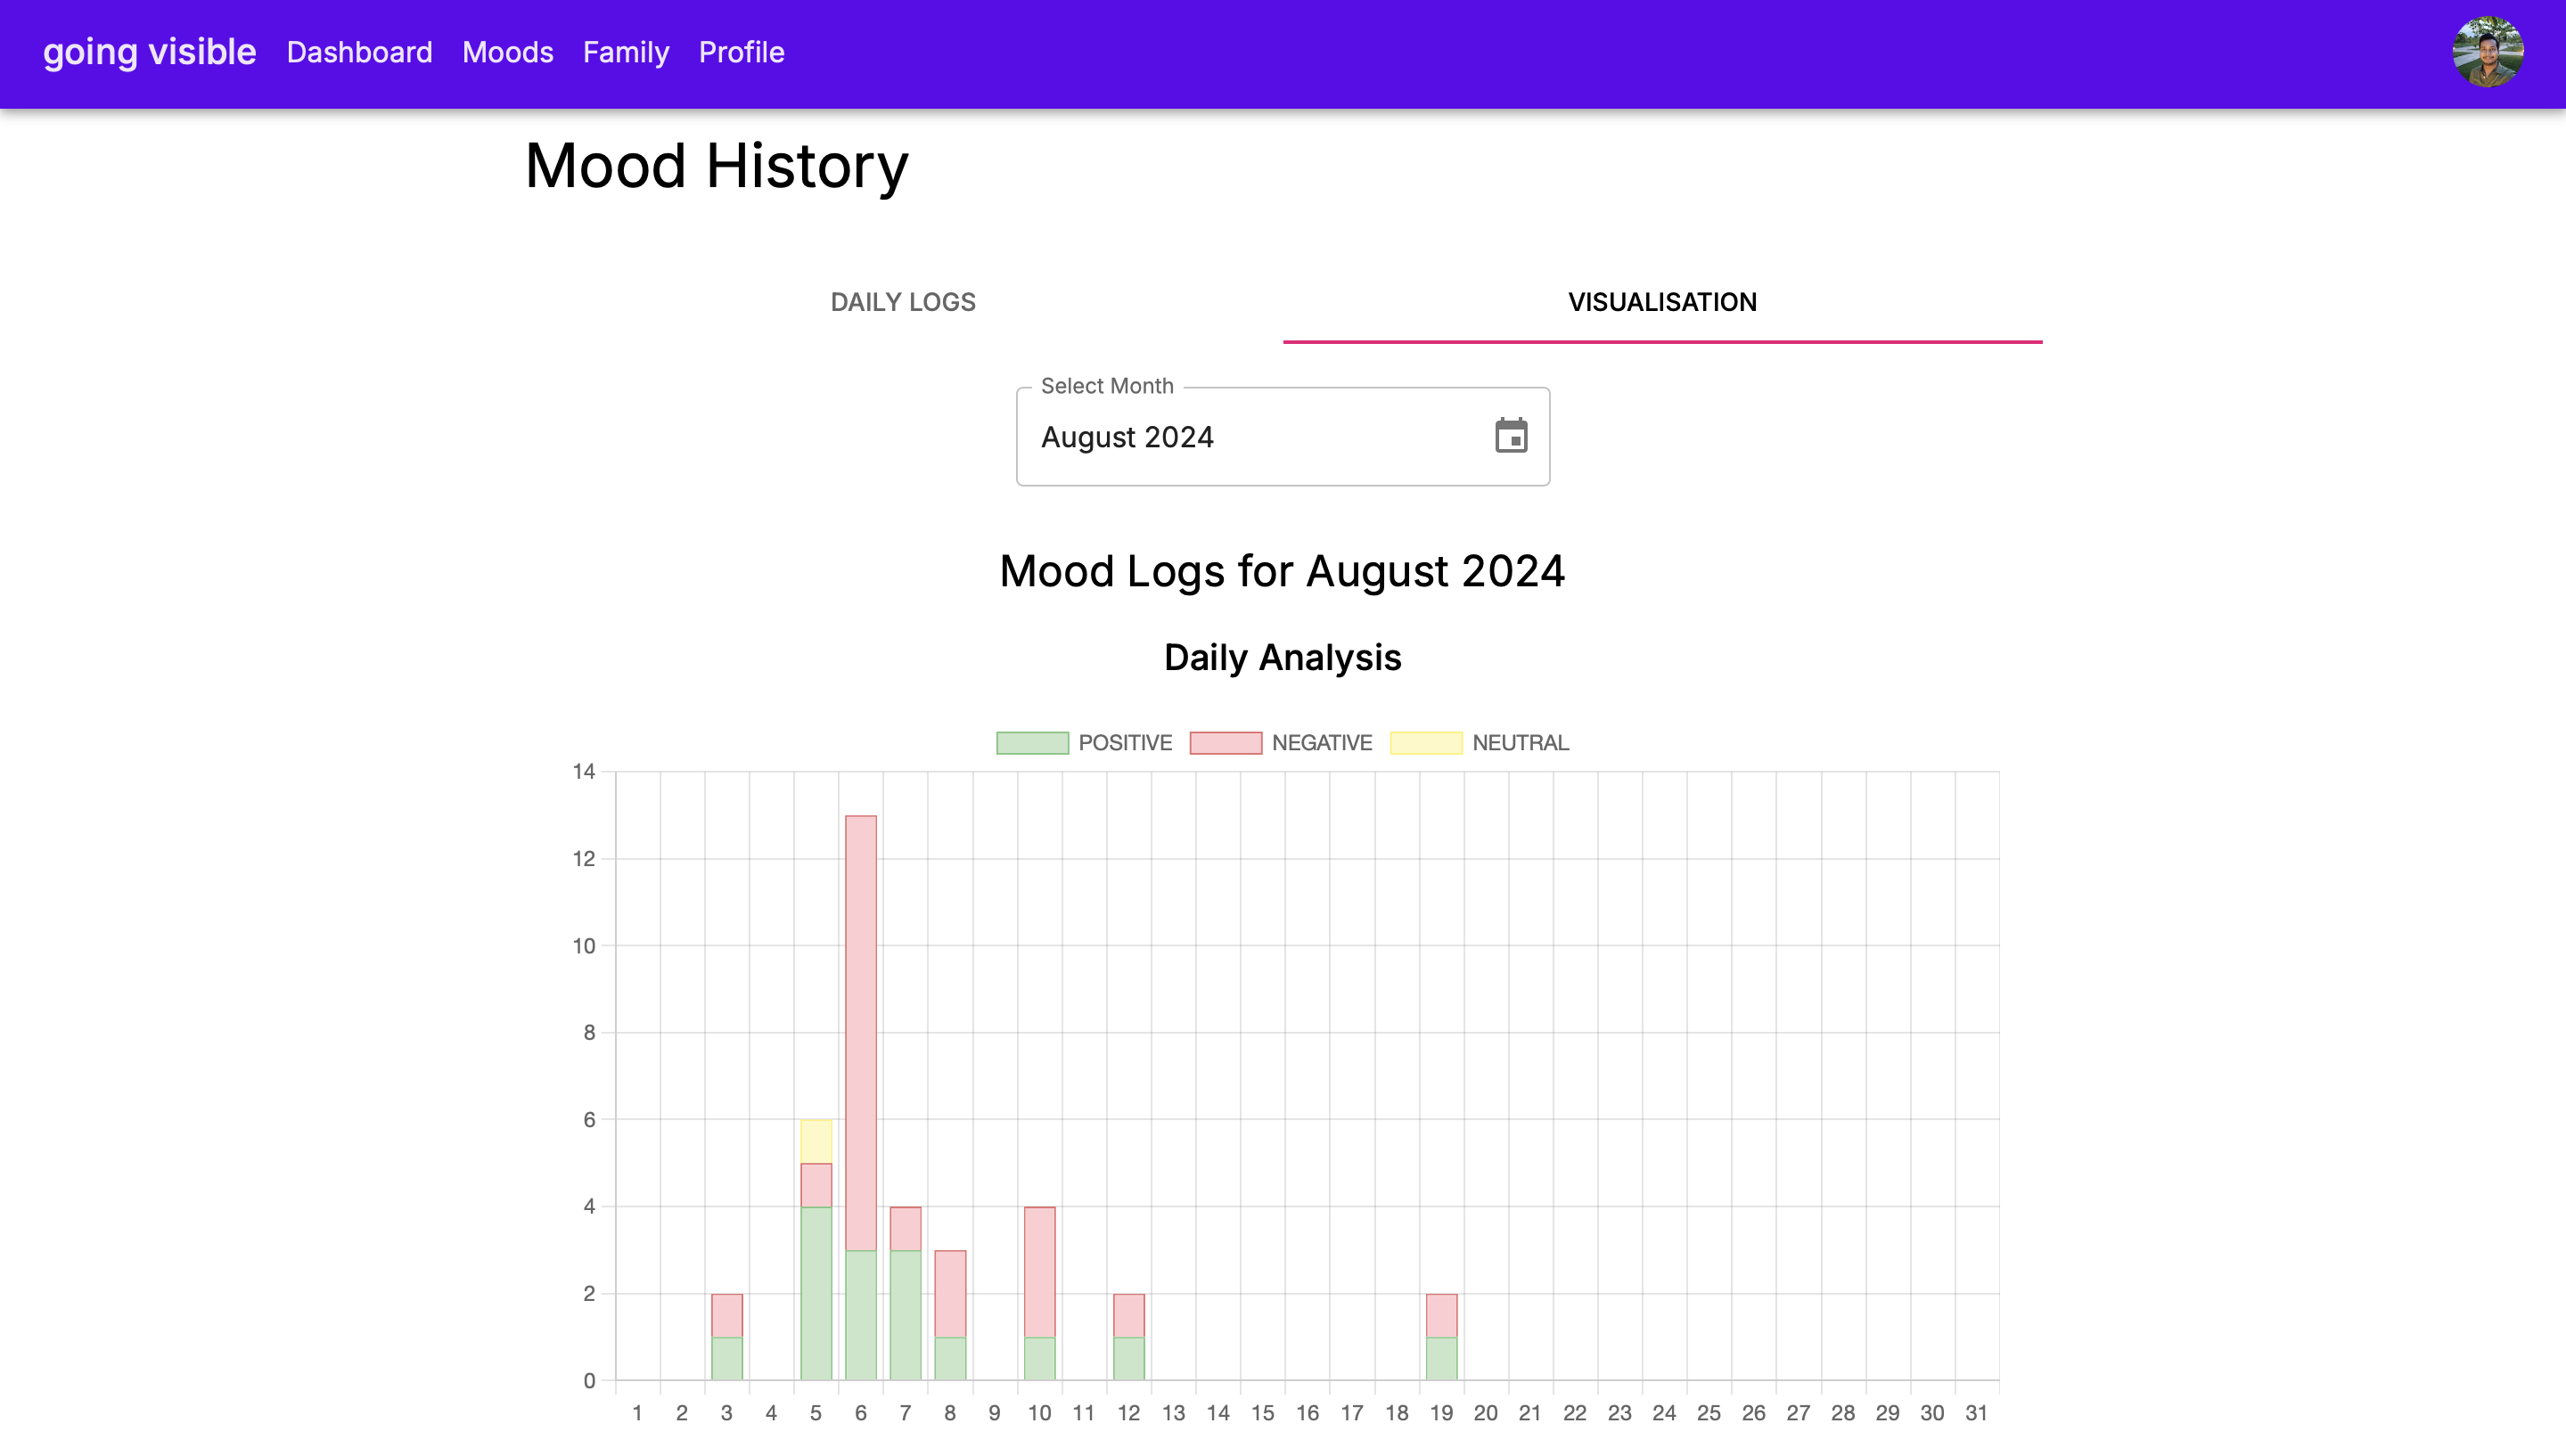 going visible Dashboard Moods Family Profile
Mood History
DAILY LOGS VISUALISATION
Select Month
August 2024
Mood Logs for August 2024
Daily Analysis
POSITIVE NEGATIVE NEUTRAL
14
12
10
8
6
4
2
0
1 2 3 4 5 6 7 8 9 10 11 12 13 14 15 16 17 18 19 20 21 22 23 24 25 26 27 28 29 30 31